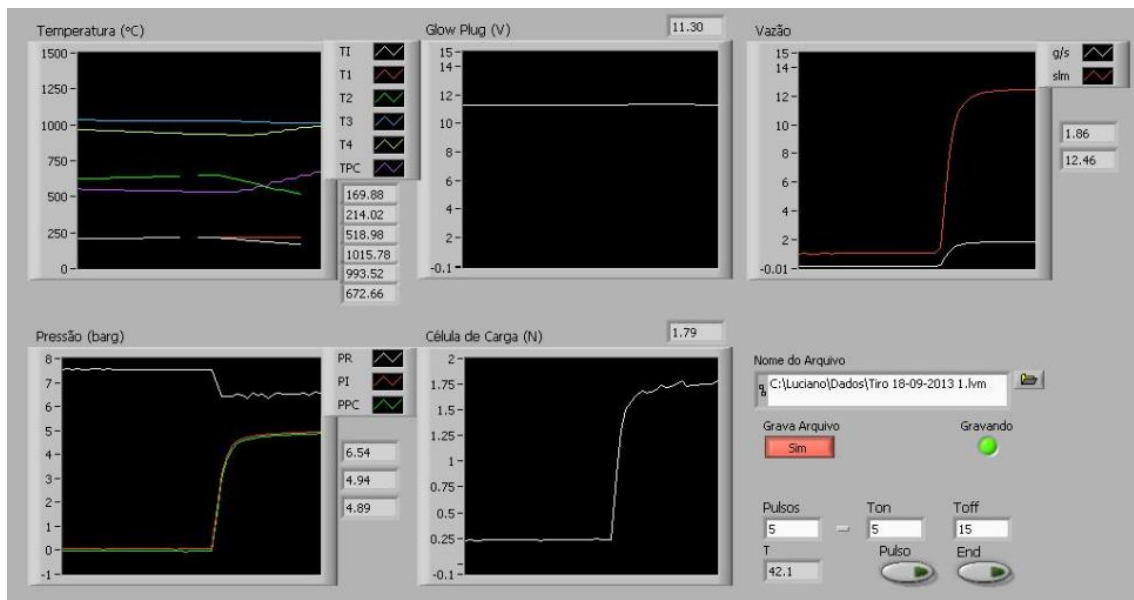 Temperatura (ºC)
1500
1250
1000
750
500
250
0
TI
T1
T2
T3
T4
TPC
169.88
214.02
518.98
1015.78
993.52
672.66
Glow Plug (V)
11.30
15
14
12
10
8
6
4
2
-0.1
Vazão
15
14
12
10
8
6
4
2
-0.01
g/s
slm
1.86
12.46
Pressão (barg)
8
7
6
5
4
3
2
1
0
-1
PR
PI
PPC
6.54
4.94
4.89
Célula de Carga (N)
1.79
2
1.75
1.5
1.25
1
0.75
0.5
0.25
-0.1
Nome do Arquivo
C:\Luciano\Dados\Tiro 18-09-2013 1.lvm
Grava Arquivo
Gravando
Sim
Pulsos
Ton
Toff
5
5
15
T
Pulso
End
42.1